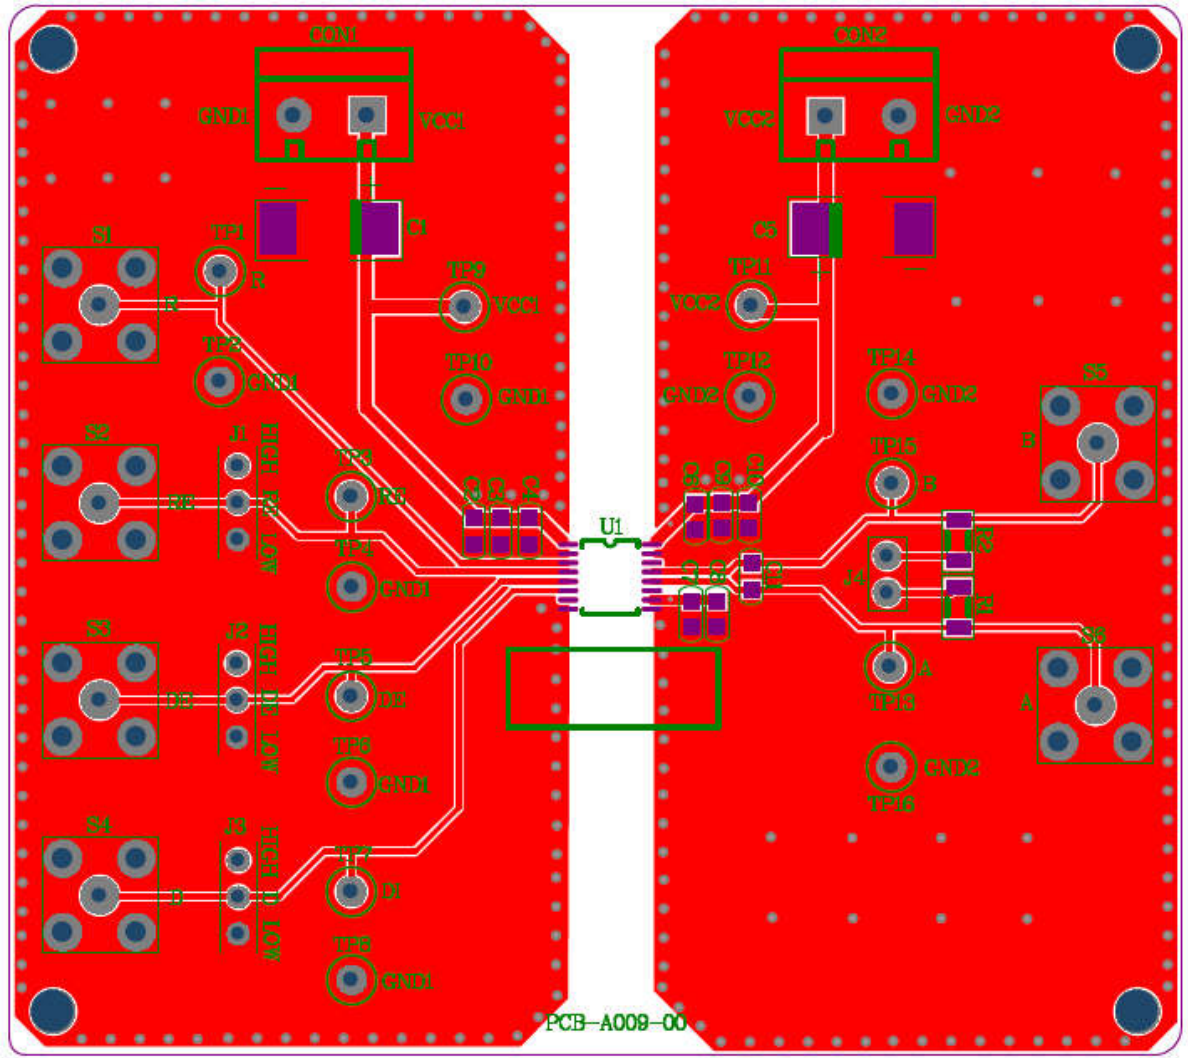 CON1
CON2
GND1
VCC1
VCC2
GND2
C1
C5
S1
TP1
R
R
TP9
VCC1
TP11
VCC2
TP2
GND1
TP10
GND1
TP12
GND2
TP14
GND2
S5
B
S2
J1
HIGH
RE
RE
LOW
TP3
RE
TP15
B
C2
C3
C4
C6
C9
C10
U1
TP4
GND1
C7
C8
C11
J4
R2
S3
J2
HIGH
DE
DE
LOW
TP5
DE
A
TP13
S6
A
TP6
GND1
GND2
TP16
S4
J3
HIGH
D
D
LOW
TP7
D1
TP8
GND1
PCB-A009-00